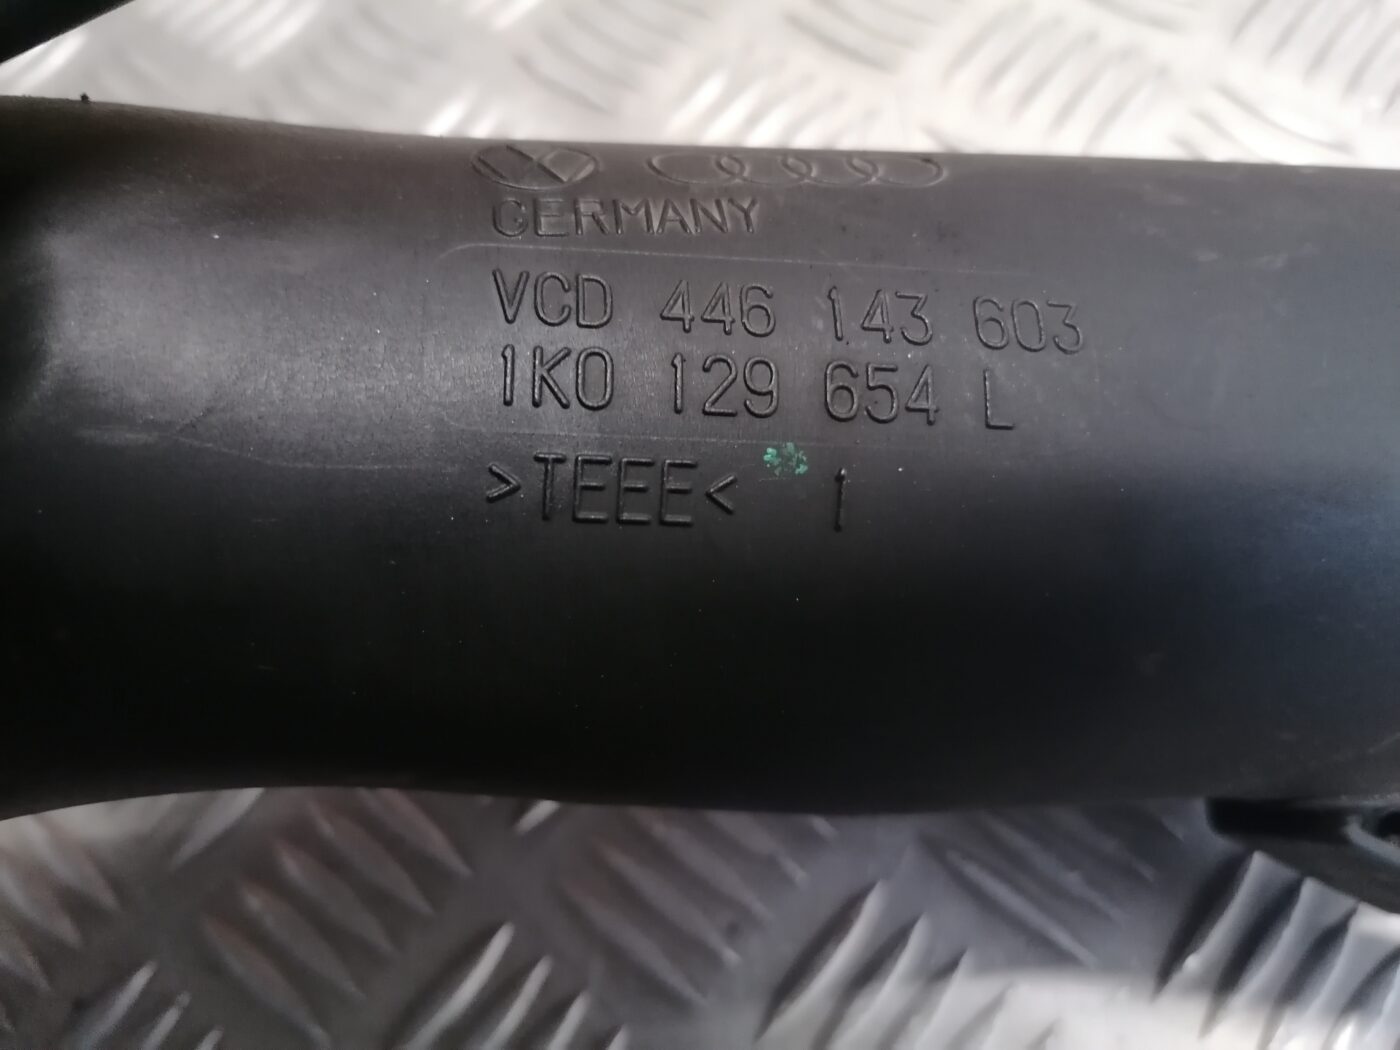 GERMANY
VCD 446 143 603
1K0 129 654 L
>TEEE< 1